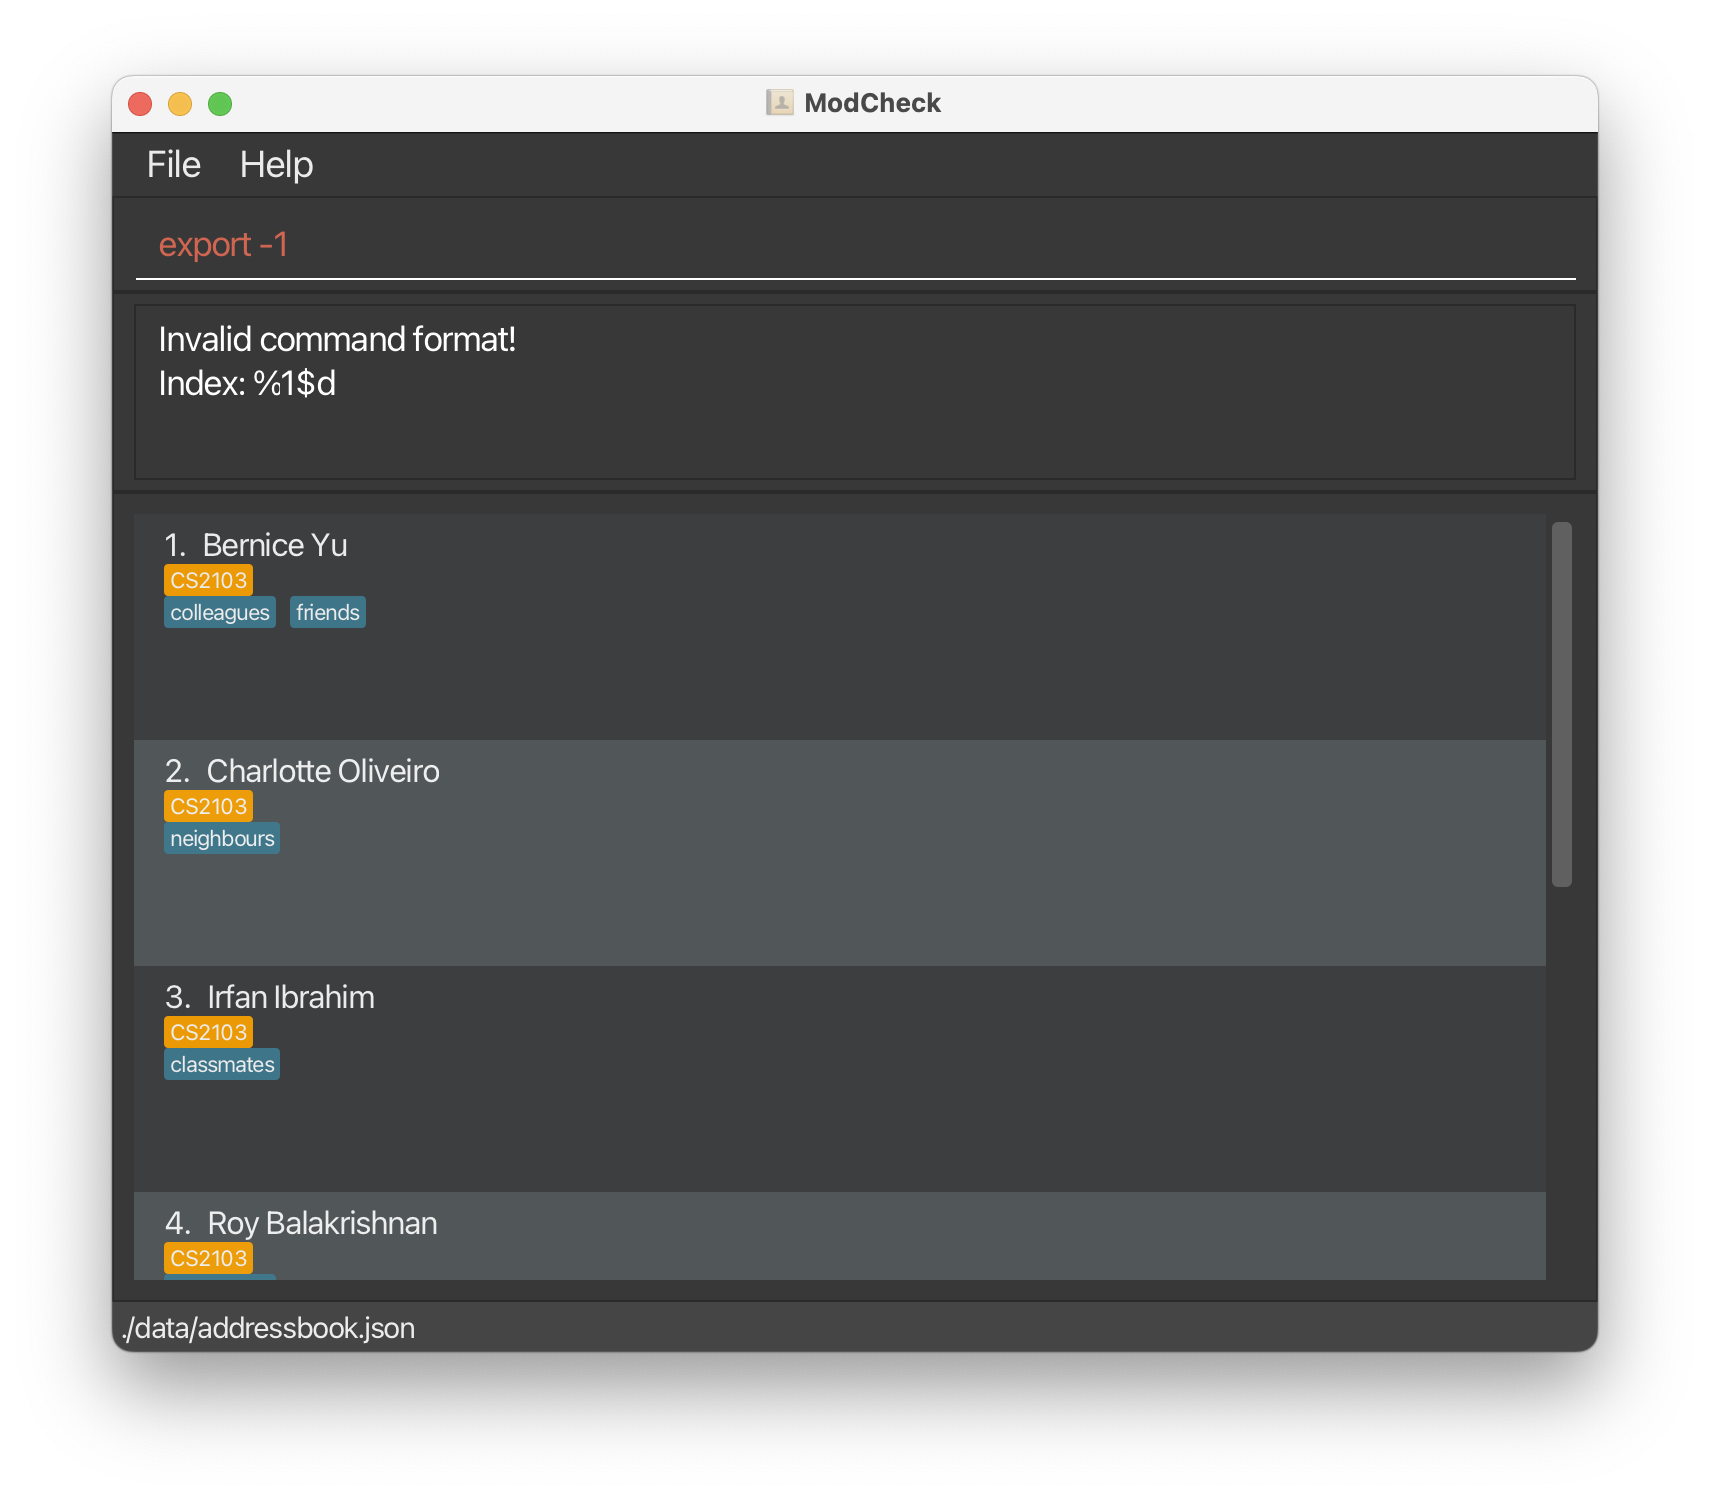 ModCheck
File Help
export -1
Invalid command format!
Index: %1$d
1. Bernice Yu
CS2103
colleagues friends
2. Charlotte Oliveiro
CS2103
neighbours
3. Irfan Ibrahim
CS2103
classmates
4. Roy Balakrishnan
CS2103
./data/addressbook.json